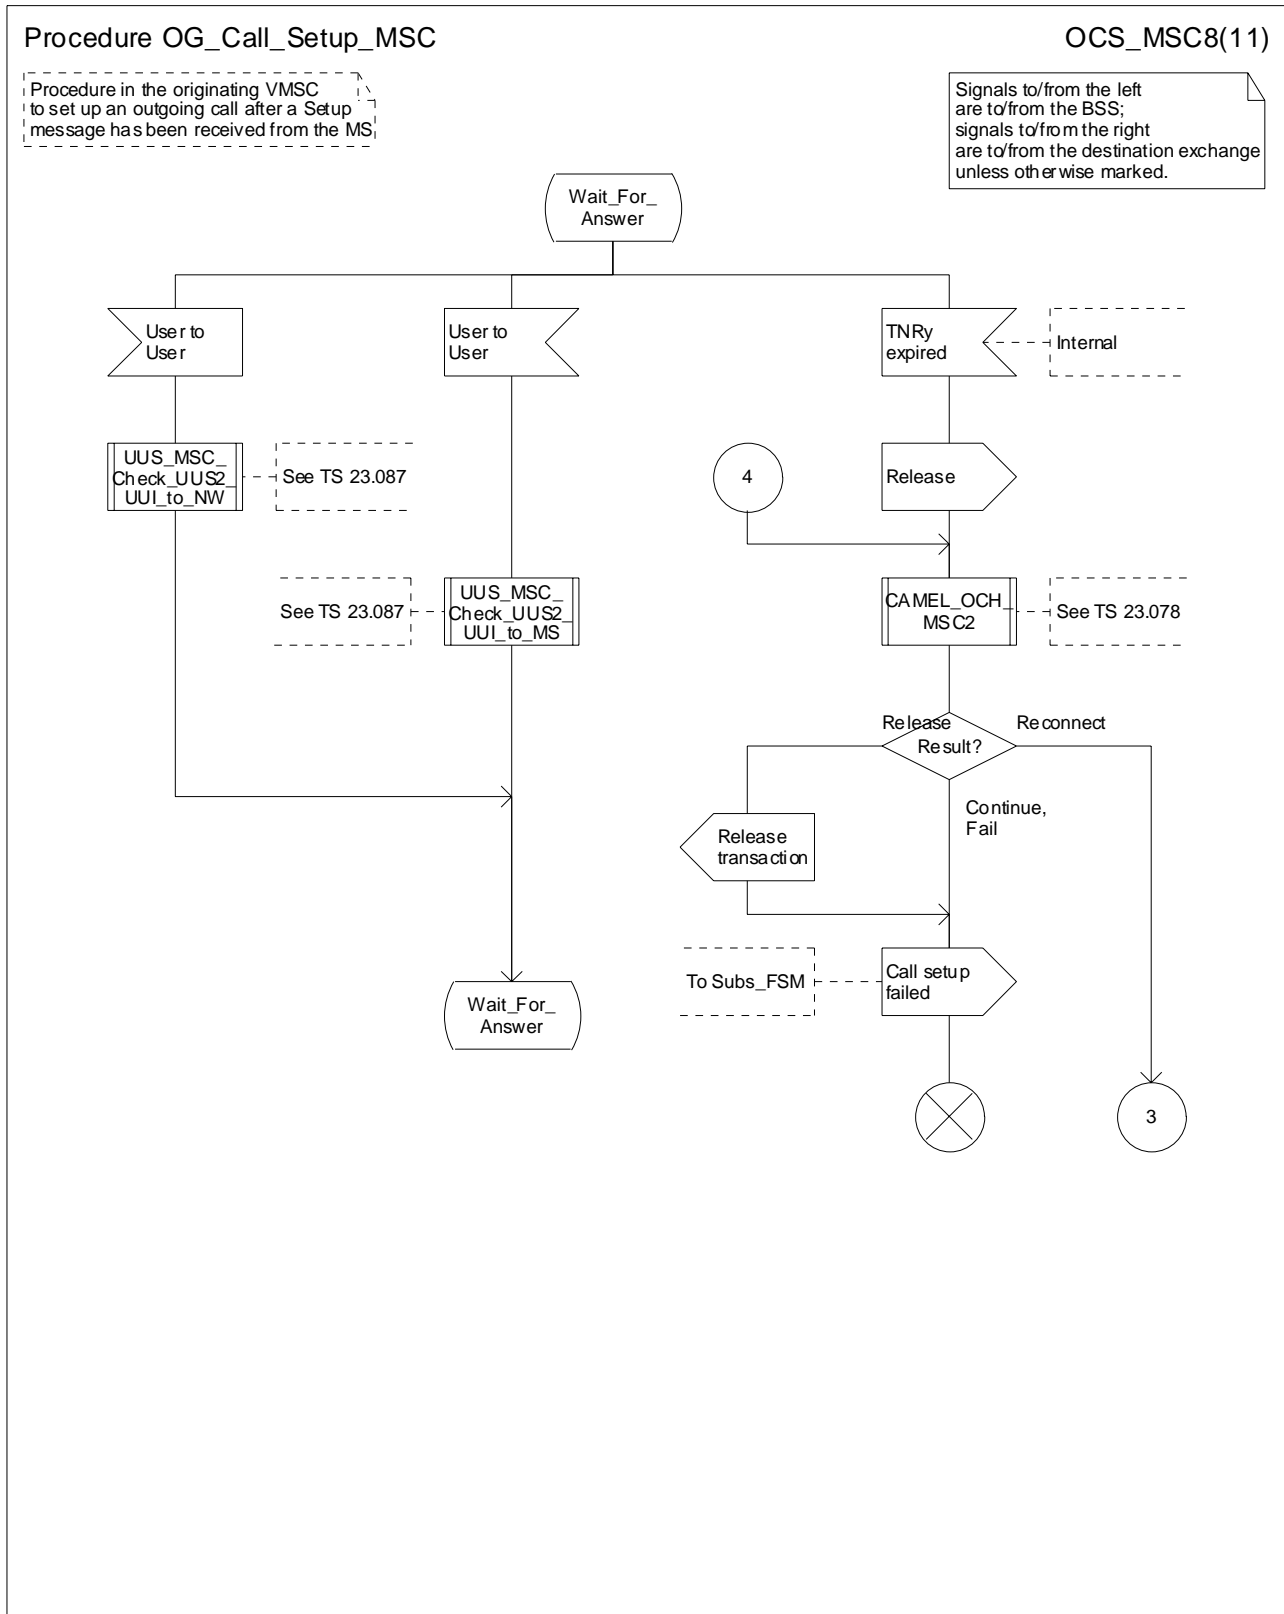 Procedure OG_Call_Setup_MSC
OCS_MSC8(11)
Procedure in the originating VMSC
to set up an outgoing call after a Setup
message has been received from the MS
Signals to/from the left
are to/from the BSS;
signals to/from the right
are to/from the destination exchange
unless otherwise marked.
Wait_For_
Answer
User to
User
User to
User
TNRy
expired
Internal
UUS_MSC_
Check_UUS2_
UUI_to_NW
See TS 23.087
4
Release
See TS 23.087
UUS_MSC_
Check_UUS2_
UUI_to_MS
CAMEL_OCH_
MSC2
See TS 23.078
Release
Reconnect
Result?
Continue,
Fail
Release
transaction
To Subs_FSM
Call setup
failed
Wait_For_
Answer
3